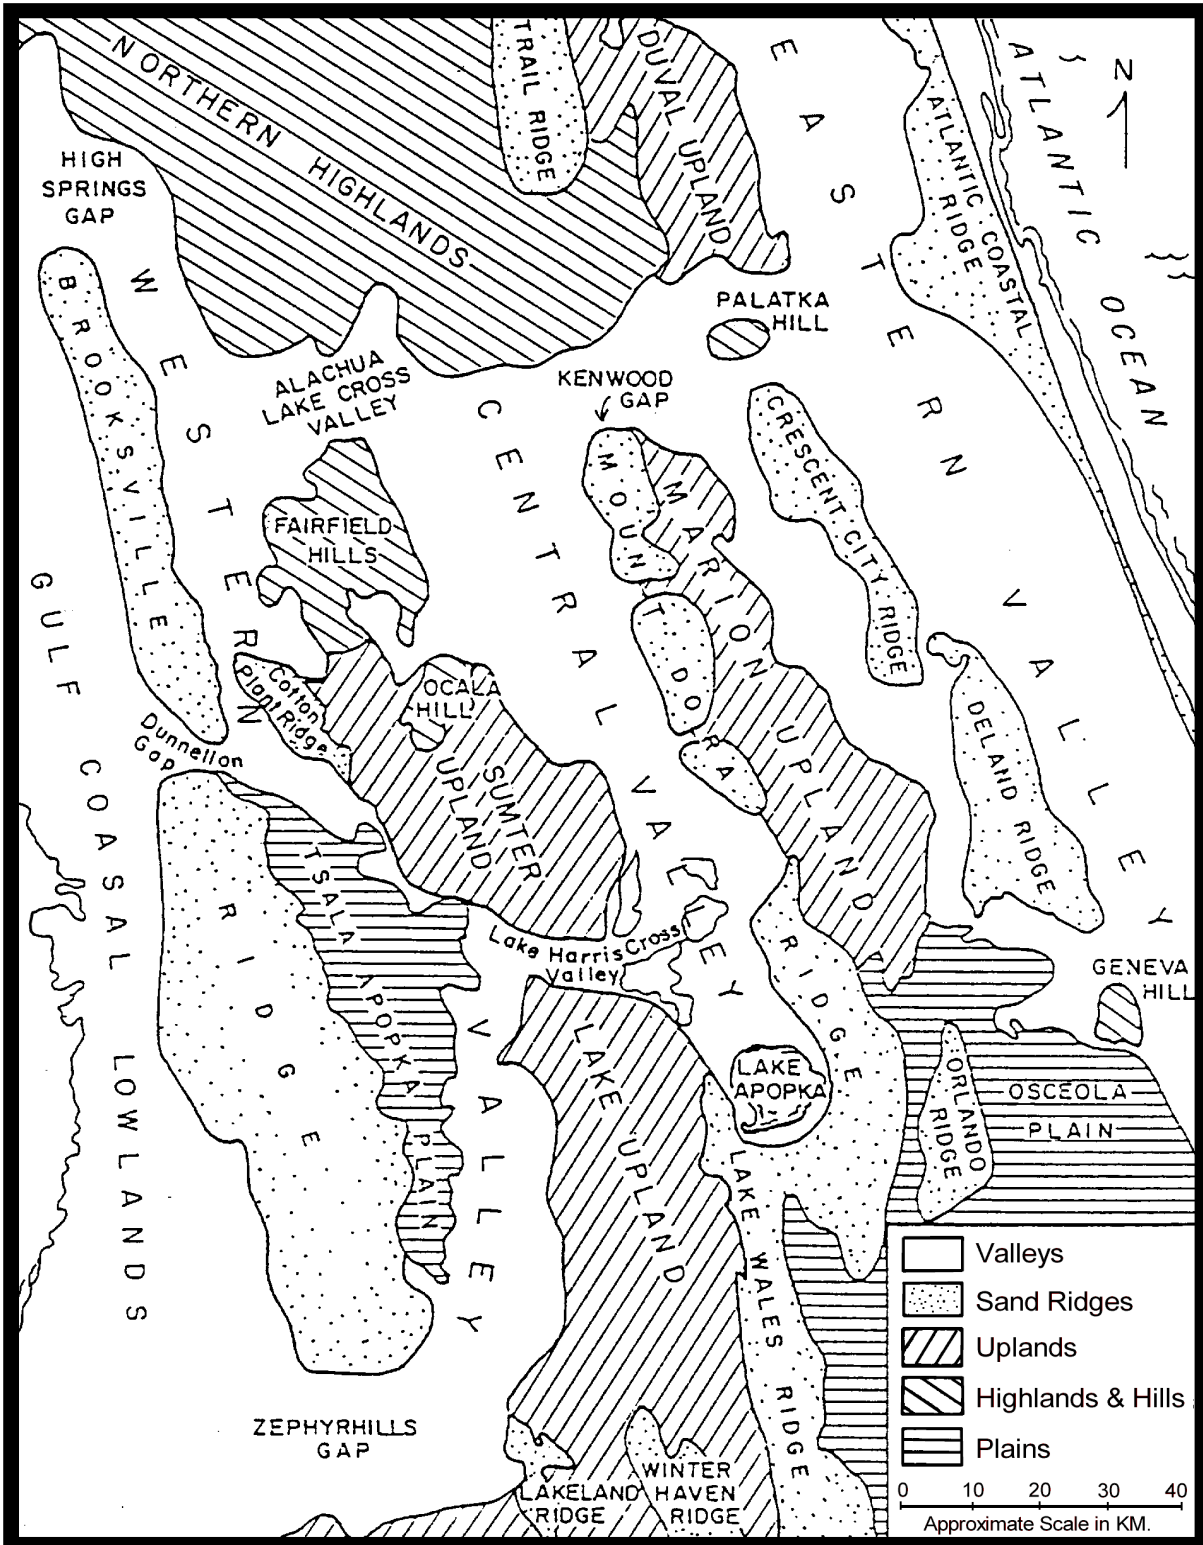 NORTHERN HIGHLANDS
TRAIL RIDGE
DUVAL UPLAND
EASTERN VALLEY
ATLANTIC COASTAL
RIDGE
ATLANTIC OCEAN
N
HIGH
SPRINGS
GAP
WESTERN VALLEY
BROOKSVILLE RIDGE
PALATKA
HILL
ALACHUA
LAKE CROSS
VALLEY
KENWOOD
GAP
CENTRAL VALLEY
CRESCENT CITY RIDGE
MOUNT DORA RIDGE
MARION UPLAND
FAIRFIELD
HILLS
GULF COASAL LOWLANDS
Cotton
Plant Ridge
OCALA
HILL
DELAND RIDGE
Dunnellon
Gap
SUMTER
UPLAND
TSALA APOPKA PLAIN
Lake Harris Cross
Valley
GENEVA
HILL
LAKE UPLAND
LAKE
APOPKA
ORLANDO
RIDGE
OSCEOLA
PLAIN
LAKE WALES RIDGE
ZEPHYRHILLS
GAP
LAKELAND
RIDGE
WINTER
HAVEN
RIDGE
Valleys
Sand Ridges
Uplands
Highlands & Hills
Plains
0 10 20 30 40
Approximate Scale in KM.